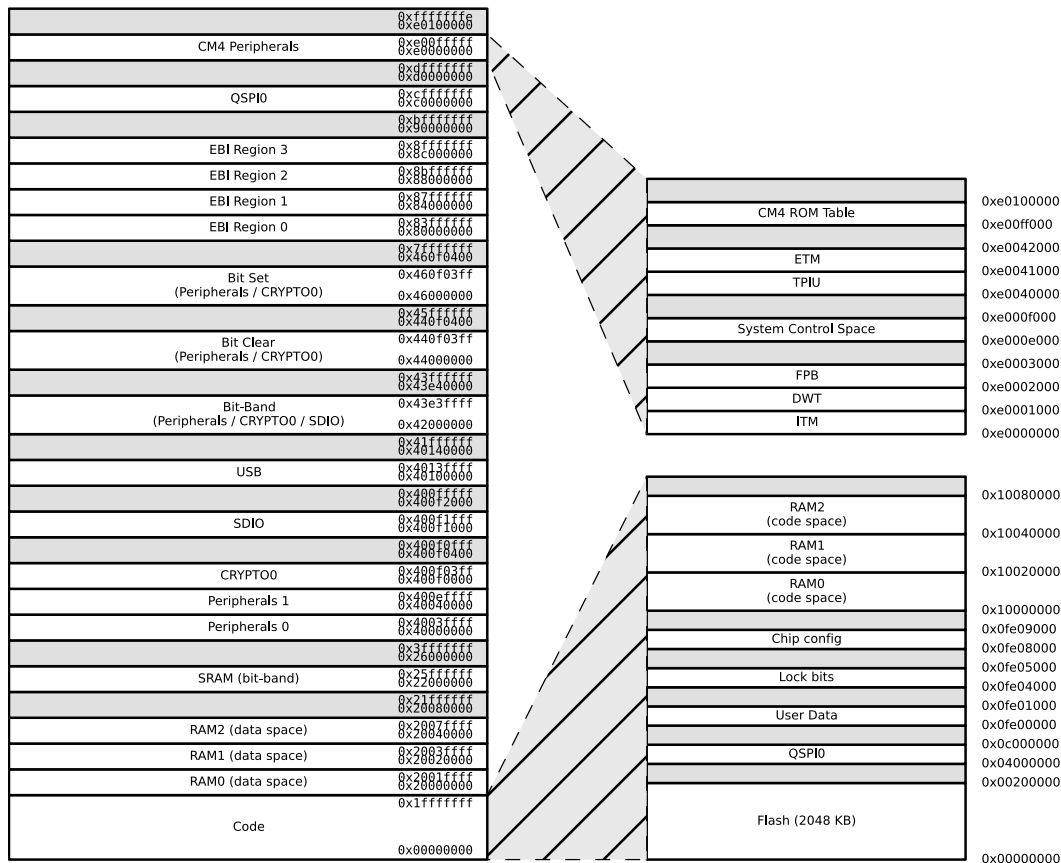 0xfffffffe
0xe0100000
CM4 Peripherals
0xe00fffff
0xe0000000
0xdfffffff
0xd0000000
QSPI0
0xcfffffff
0xc0000000
0xbfffffff
0x90000000
EBI Region 3
0x8fffffff
0x8c000000
EBI Region 2
0x8bffffff
0x88000000
EBI Region 1
0x87ffffff
0x84000000
EBI Region 0
0x83ffffff
0x80000000
0x7fffffff
0x460f0400
Bit Set
(Peripherals / CRYPTO0)
0x460f03ff
0x46000000
0x45ffffff
0x440f0400
Bit Clear
(Peripherals / CRYPTO0)
0x440f03ff
0x44000000
0x43ffffff
0x43e40000
Bit-Band
(Peripherals / CRYPTO0 / SDIO)
0x43e3ffff
0x42000000
0x41ffffff
0x40140000
USB
0x4013ffff
0x40100000
0x400fffff
0x400f2000
SDIO
0x400f1fff
0x400f1000
0x400f0fff
0x400f0400
CRYPTO0
0x400f03ff
0x400f0000
Peripherals 1
0x400effff
0x40040000
Peripherals 0
0x4003ffff
0x40000000
0x3fffffff
0x26000000
SRAM (bit-band)
0x25ffffff
0x22000000
0x21ffffff
0x20080000
RAM2 (data space)
0x2007ffff
0x20040000
RAM1 (data space)
0x2003ffff
0x20020000
RAM0 (data space)
0x2001ffff
0x20000000
Code
0x1fffffff
0x00000000
0xe0100000
CM4 ROM Table
0xe00ff000
0xe0042000
ETM
0xe0041000
TPIU
0xe0040000
0xe000f000
System Control Space
0xe000e000
0xe0003000
FPB
0xe0002000
DWT
0xe0001000
ITM
0xe0000000
0x10080000
RAM2
(code space)
0x10040000
RAM1
(code space)
0x10020000
RAM0
(code space)
0x10000000
0x0fe09000
Chip config
0x0fe08000
0x0fe05000
Lock bits
0x0fe04000
0x0fe01000
User Data
0x0fe00000
0x0c000000
QSPI0
0x04000000
0x00200000
Flash (2048 KB)
0x00000000